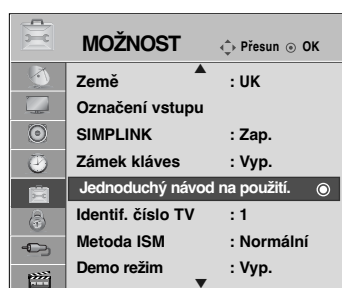 MOŽNOST Přesun OK
Země : UK
Označení vstupu
SIMPLINK : Zap.
Zámek kláves : Vyp.
Jednoduchý návod na použití.
Identif. číslo TV : 1
Metoda ISM : Normální
Demo režim : Vyp.